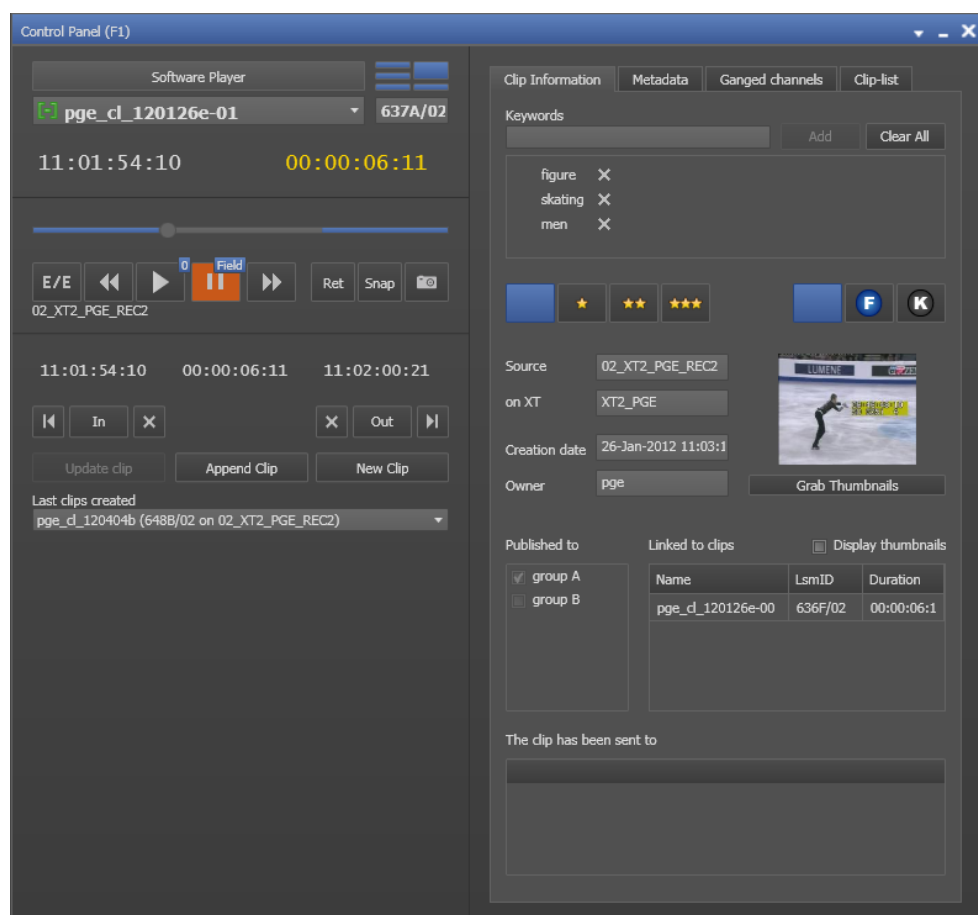 Control Panel (F1)
Software Player
[-] pge_cl_120126e-01
637A/02
11:01:54:10
00:00:06:11
0
Field
E/E
Ret
Snap
02_XT2_PGE_REC2
11:01:54:10
00:00:06:11
11:02:00:21
In
Out
Update clip
Append Clip
New Clip
Last clips created
pge_cl_120404b (648B/02 on 02_XT2_PGE_REC2)
Clip Information
Metadata
Ganged channels
Clip-list
Keywords
Add
Clear All
figure
skating
men
F
K
Source
02_XT2_PGE_REC2
on XT
XT2_PGE
Creation date
26-Jan-2012 11:03:1
Owner
pge
LUMENE
Grab Thumbnails
Published to
group A
group B
Linked to clips
Display thumbnails
Name
LsmID
Duration
pge_cl_120126e-00
636F/02
00:00:06:1
The clip has been sent to